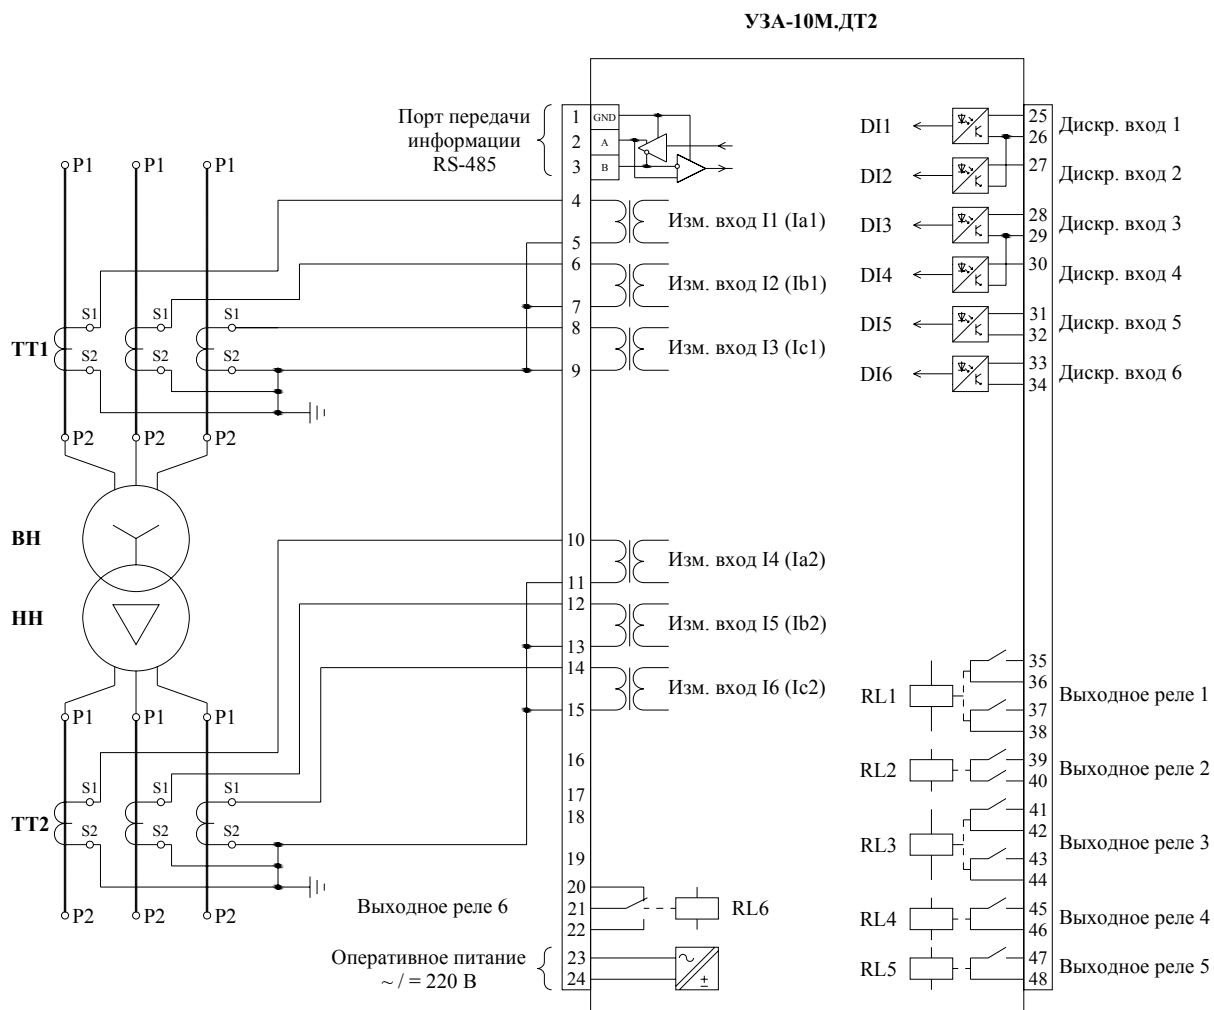 УЗА-10М.ДТ2
Порт передачи
информации
RS-485
1 GND
2 A
3 B
4
5
6
7
8
9
Изм. вход I1 (Ia1)
Изм. вход I2 (Ib1)
Изм. вход I3 (Ic1)
DI1 25 Дискр. вход 1
26
DI2 27 Дискр. вход 2
DI3 28 Дискр. вход 3
29
DI4 30 Дискр. вход 4
DI5 31 Дискр. вход 5
32
DI6 33 Дискр. вход 6
34
P1 P1 P1
S1 S1 S1
ТТ1
S2 S2 S2
P2 P2 P2
ВН
НН
10
11
12
13
14
15
16
17
18
19
Изм. вход I4 (Ia2)
Изм. вход I5 (Ib2)
Изм. вход I6 (Ic2)
P1 P1 P1
S1 S1 S1
ТТ2
S2 S2 S2
P2 P2 P2
20
Выходное реле 6 21 RL6
22
Оперативное питание
~ / = 220 В
23 ~
24 ±
35
36
RL1 Выходное реле 1
37
38
39
RL2 Выходное реле 2
40
41
42
RL3 Выходное реле 3
43
44
45
RL4 Выходное реле 4
46
47
RL5 Выходное реле 5
48